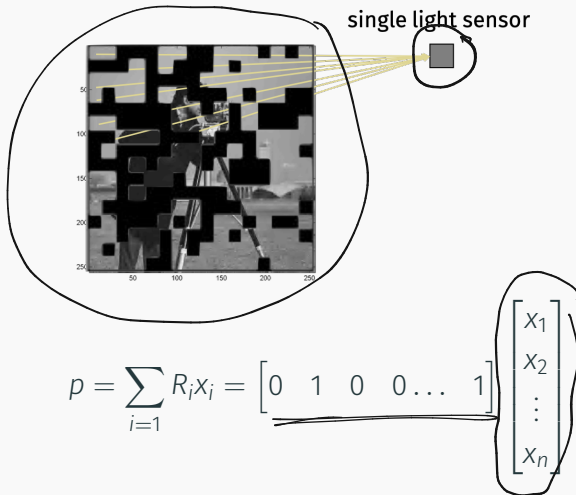 single light sensor
50
100
150
200
250
50 100 150 200 250
p = ∑_{i=1} R_i x_i = [0 1 0 0 … 1] [x_1 x_2 ⋮ x_n]